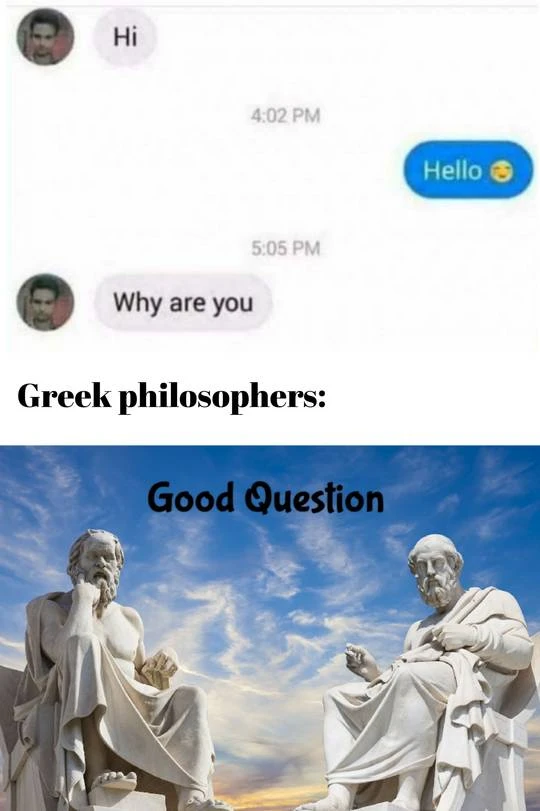 Hi
4:02 PM
Hello 😊
5:05 PM
Why are you
Greek philosophers:
Good Question